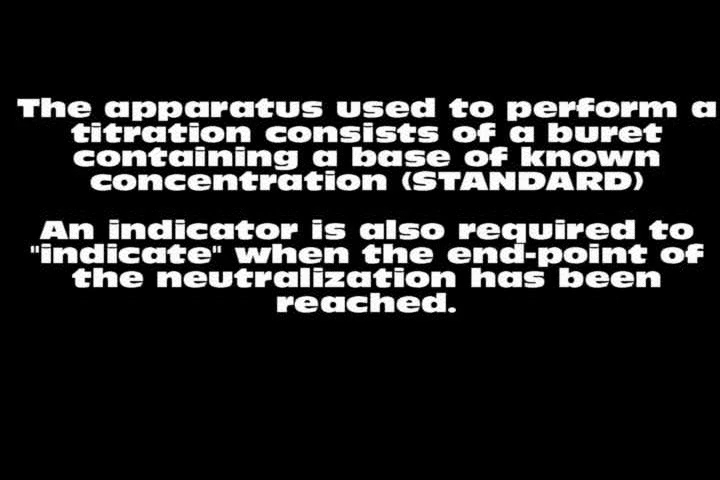 The apparatus used to perform a
titration consists of a buret
containing a base of known
concentration (STANDARD)
An indicator is also required to
"indicate" when the end-point of
the neutralization has been
reached.